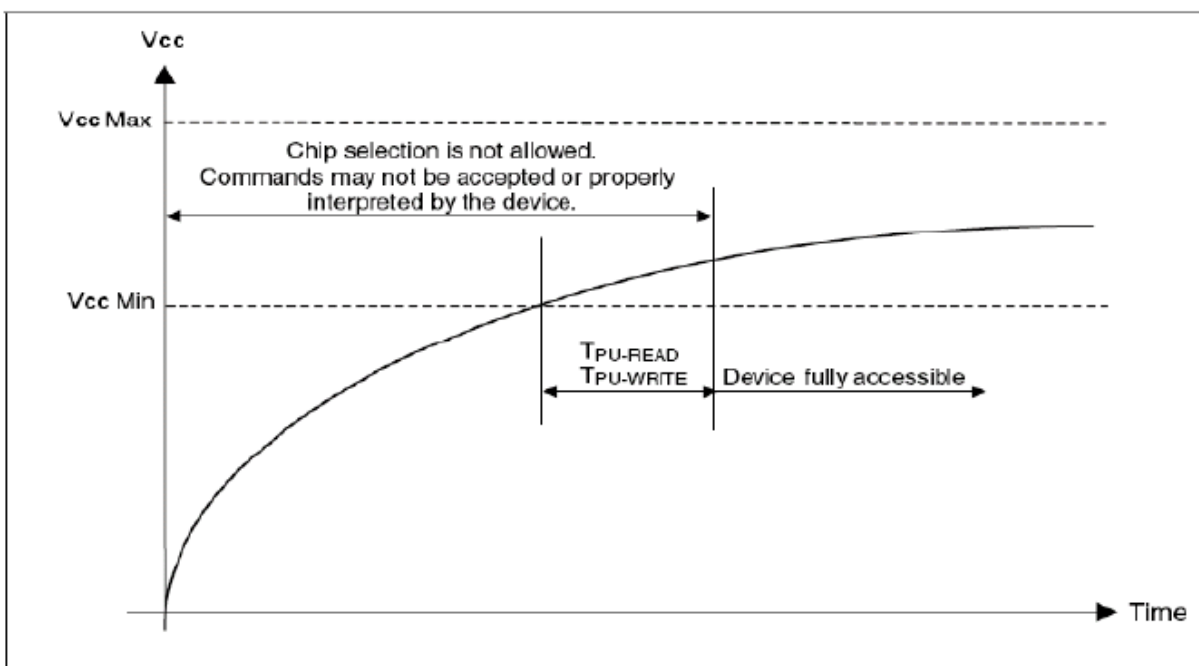 Vcc
Vcc Max
Chip selection is not allowed.
Commands may not be accepted or properly
interpreted by the device.
Vcc Min
TPU-READ
TPU-WRITE
Device fully accessible
Time